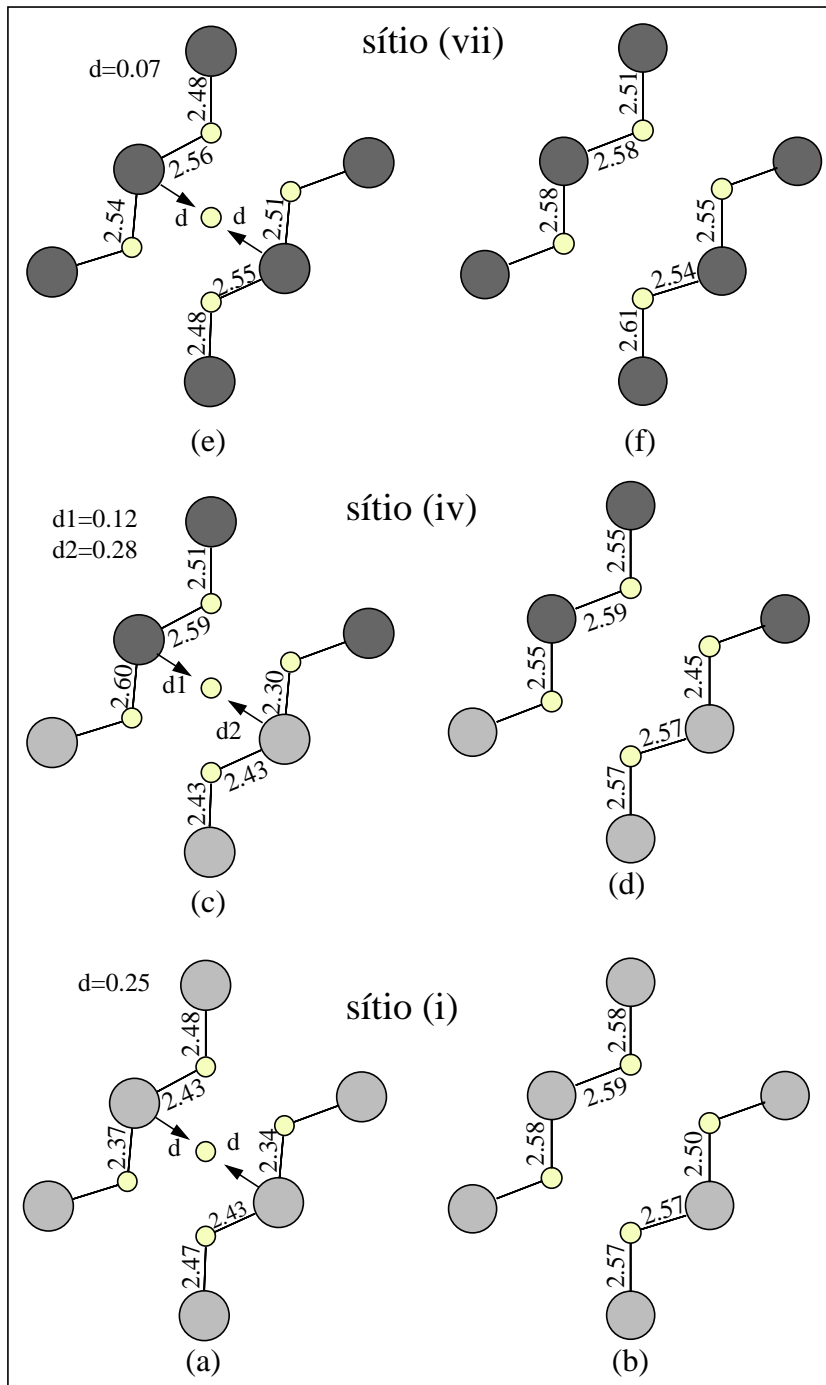 sítio (vii)
d=0.07
2.48
2.56
2.54
d
d
2.51
2.55
2.48
(e)
2.51
2.58
2.58
2.55
2.54
2.61
(f)
sítio (iv)
d1=0.12
d2=0.28
2.51
2.59
2.60
d1
d2
2.30
2.43
2.43
(c)
2.55
2.59
2.55
2.45
2.57
2.57
(d)
sítio (i)
d=0.25
2.48
2.43
2.37
d
d
2.34
2.43
2.47
(a)
2.58
2.59
2.58
2.50
2.57
2.57
(b)